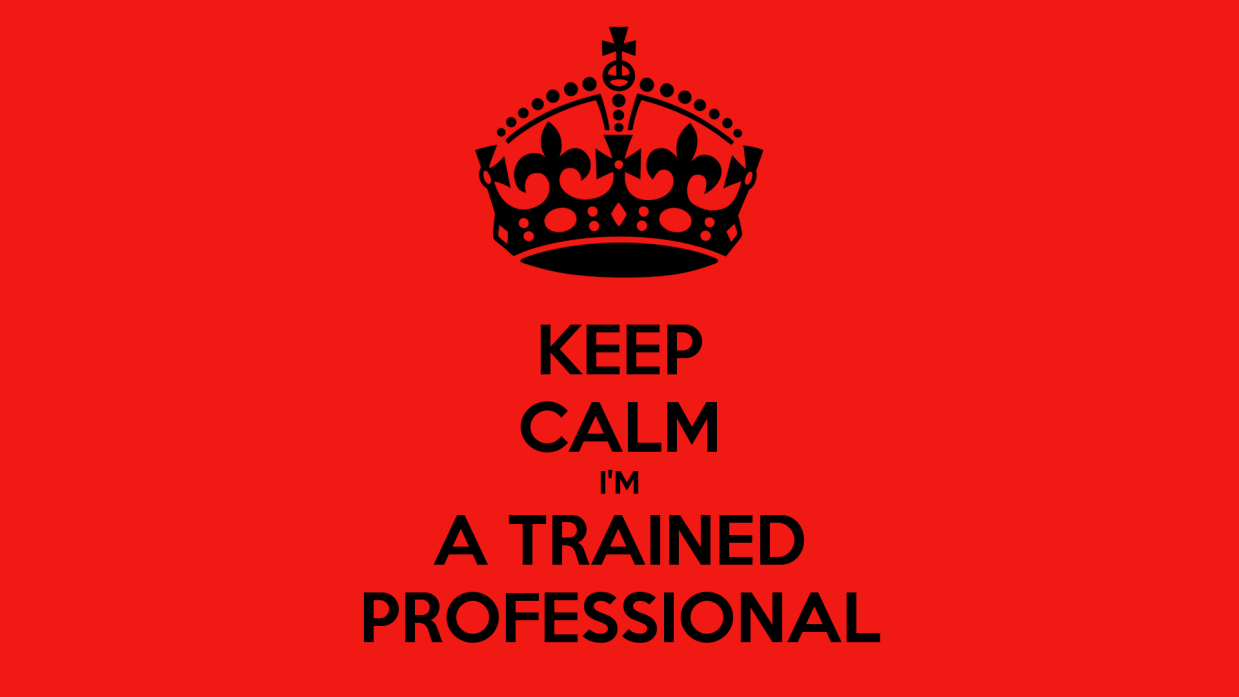 KEEP
CALM
I'M
A TRAINED
PROFESSIONAL